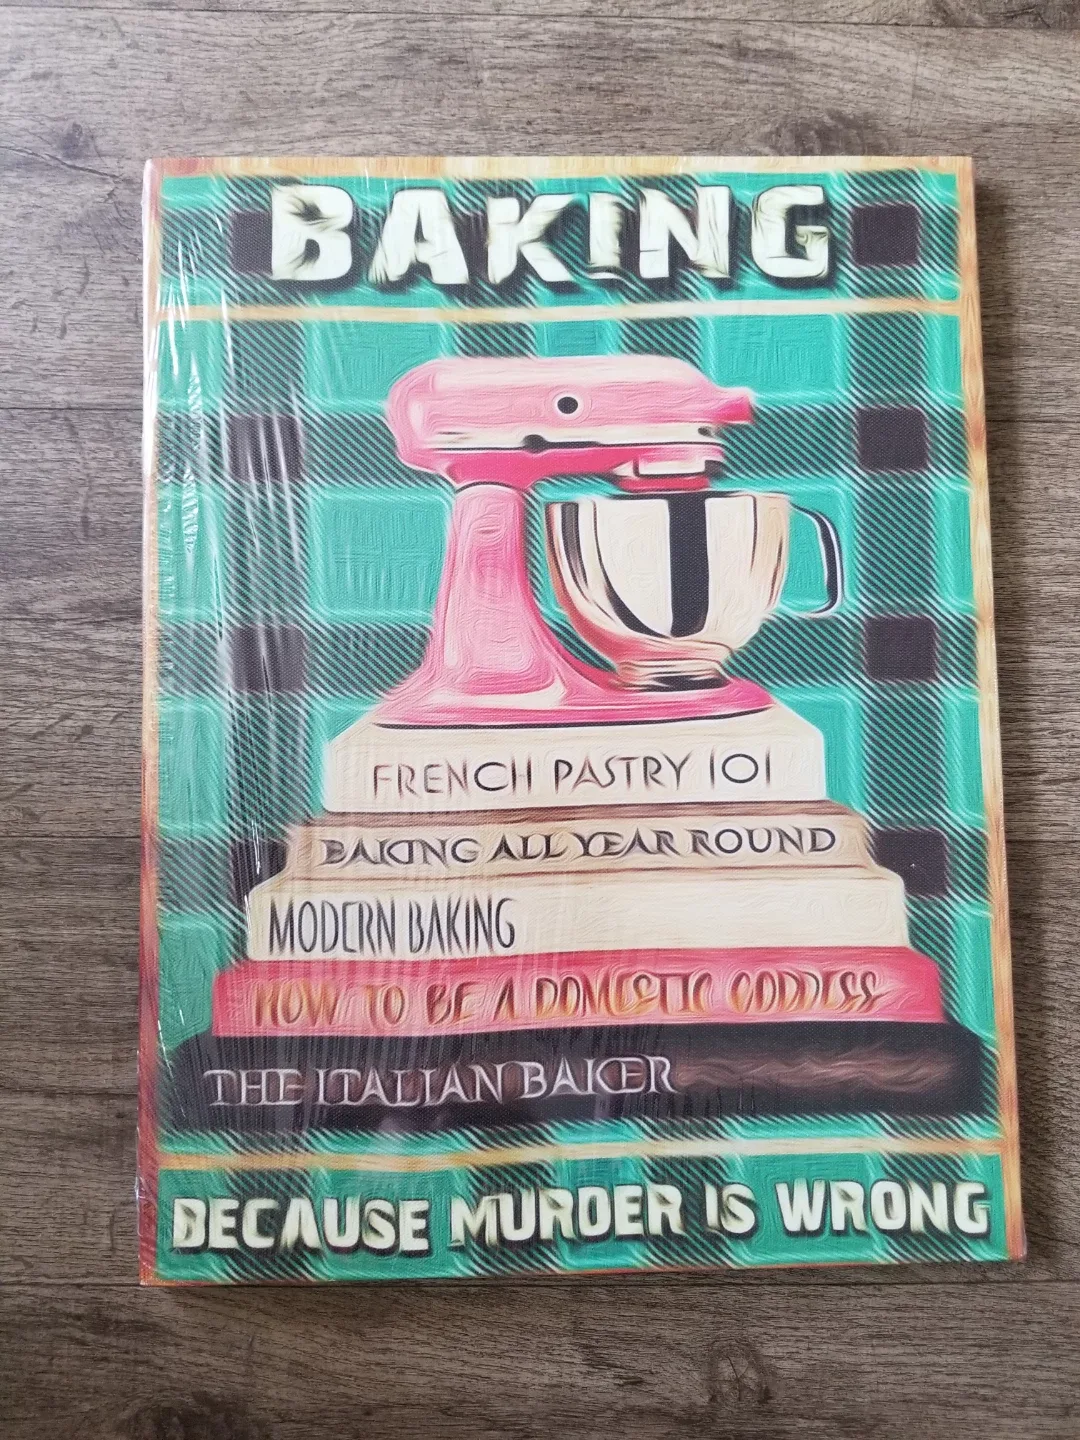 BAKING
FRENCH PASTRY 101
BAKING ALL YEAR ROUND
MODERN BAKING
HOW TO BE A DOMESTIC GODDESS
THE ITALIAN BAKER
BECAUSE MURDER IS WRONG